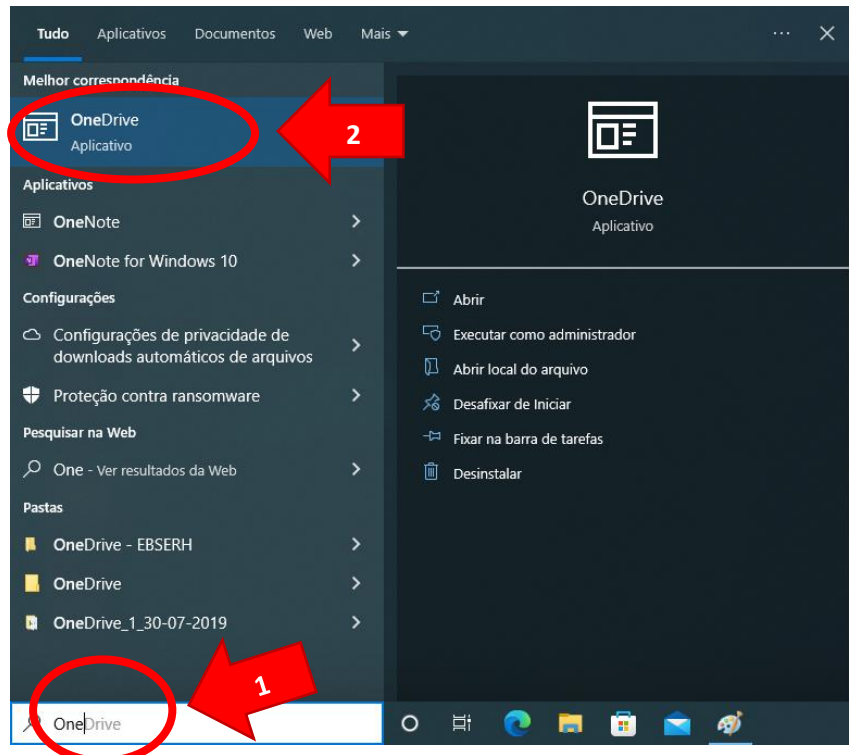 Tudo Aplicativos Documentos Web Mais
Melhor correspondência
OneDrive
Aplicativo
2
Aplicativos
OneNote
OneNote for Windows 10
Configurações
Configurações de privacidade de
downloads automáticos de arquivos
Proteção contra ransomware
Pesquisar na Web
One - Ver resultados da Web
Pastas
OneDrive - EBSERH
OneDrive
OneDrive_1_30-07-2019
1
OneDrive
OneDrive
Aplicativo
Abrir
Executar como administrador
Abrir local do arquivo
Desafixar de Iniciar
Fixar na barra de tarefas
Desinstalar